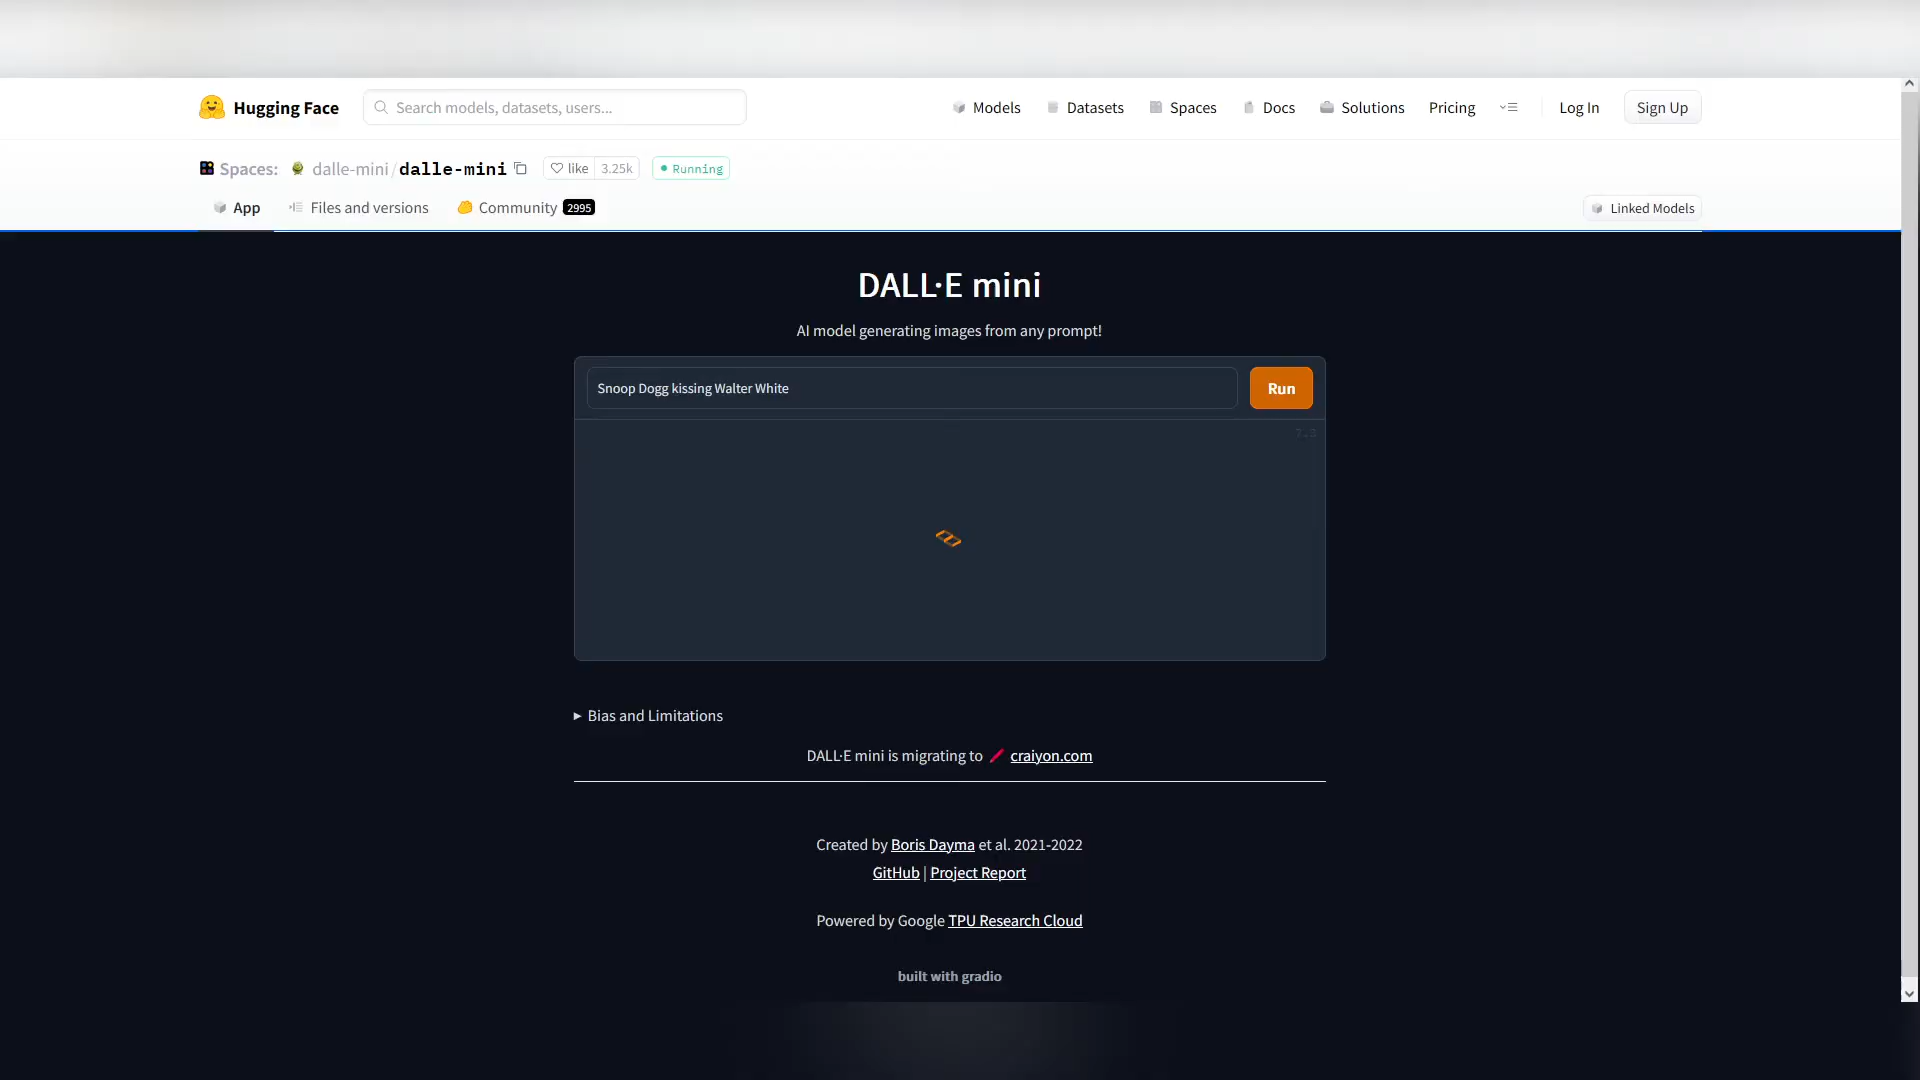 Hugging Face
Search models, datasets, users...
Models
Datasets
Spaces
Docs
Solutions
Pricing
Log In
Sign Up
Spaces:
dalle-mini/dalle-mini
like 3.25k
Running
App
Files and versions
Community 2995
Linked Models
DALL·E mini
AI model generating images from any prompt!
Snoop Dogg kissing Walter White
Run
Bias and Limitations
DALL·E mini is migrating to craiyon.com
Created by Boris Dayma et al. 2021-2022
GitHub | Project Report
Powered by Google TPU Research Cloud
built with gradio